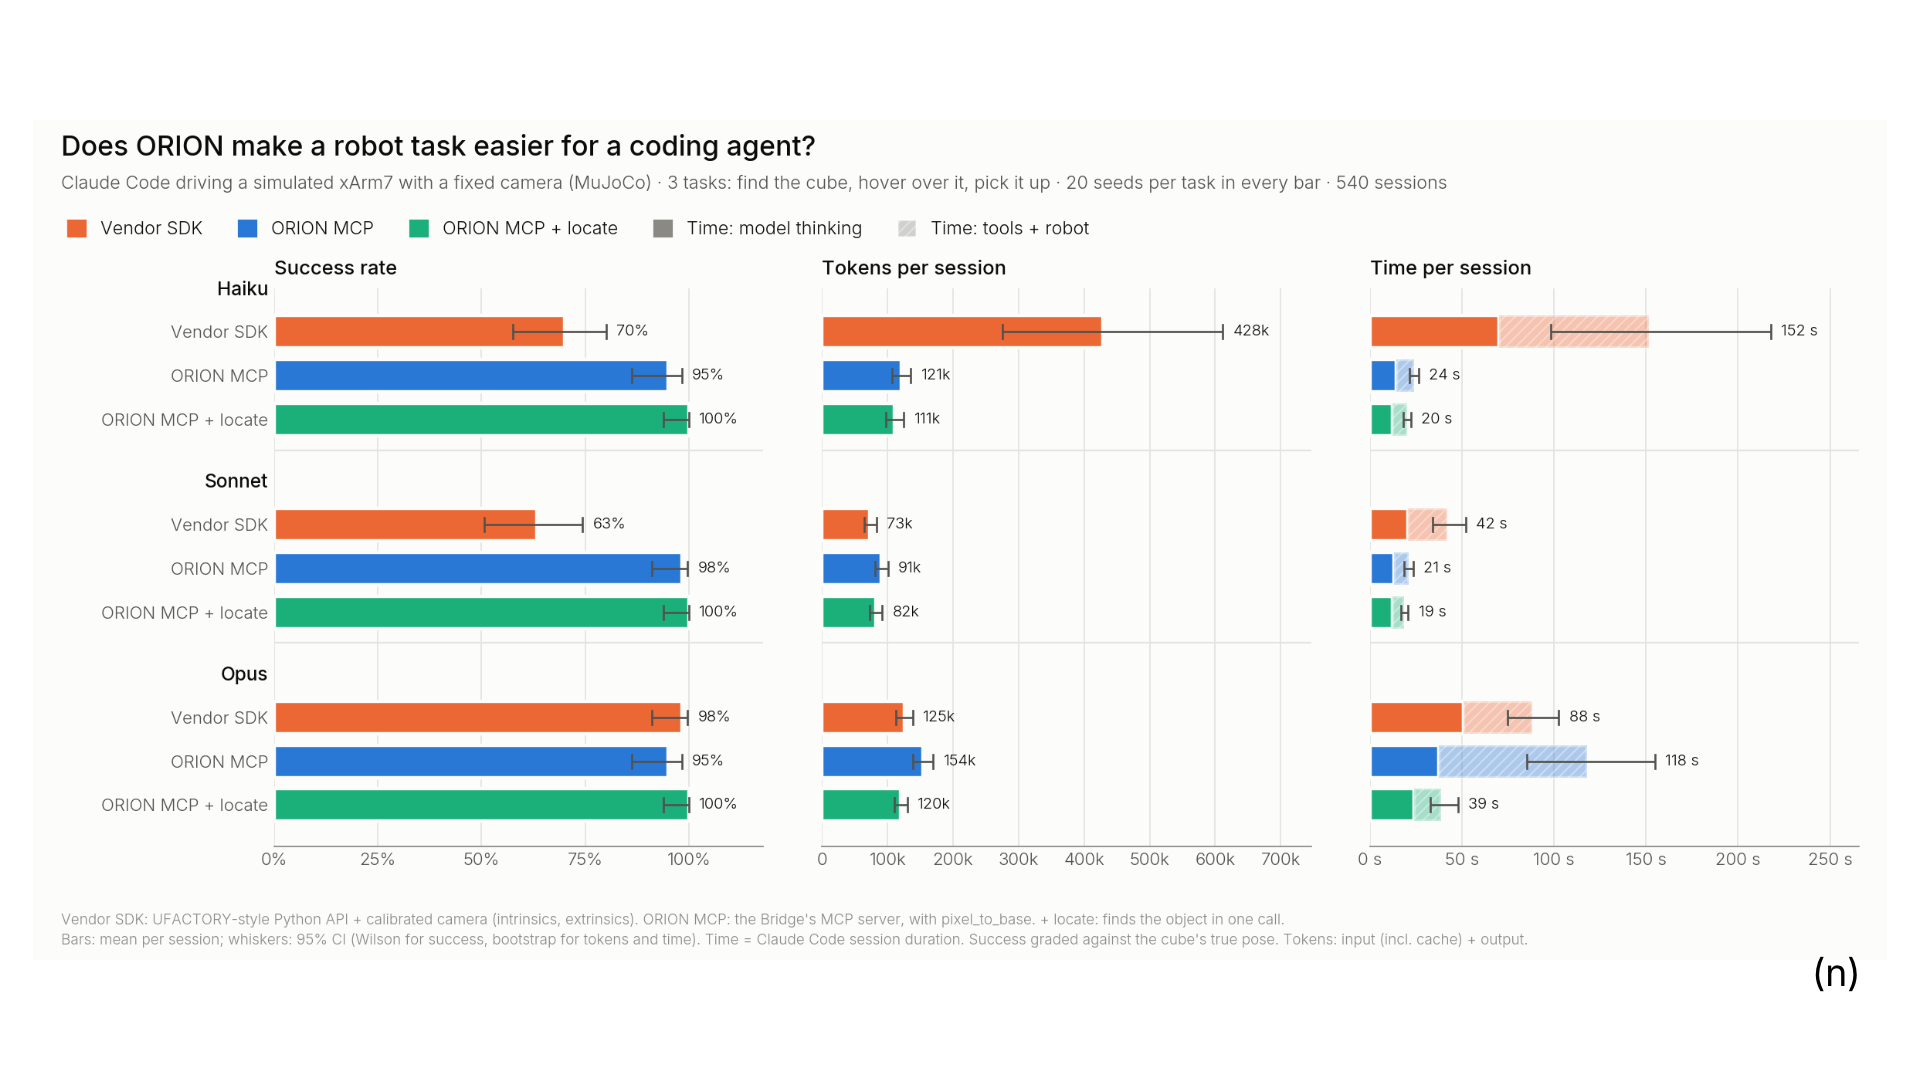 Does ORION make a robot task easier for a coding agent?
Claude Code driving a simulated xArm7 with a fixed camera (MuJoCo) · 3 tasks: find the cube, hover over it, pick it up · 20 seeds per task in every bar · 540 sessions
Vendor SDK ORION MCP ORION MCP + locate Time: model thinking Time: tools + robot
Success rate Tokens per session Time per session
Haiku
Vendor SDK 70% 428k 152 s
ORION MCP 95% 121k 24 s
ORION MCP + locate 100% 111k 20 s
Sonnet
Vendor SDK 63% 73k 42 s
ORION MCP 98% 91k 21 s
ORION MCP + locate 100% 82k 19 s
Opus
Vendor SDK 98% 125k 88 s
ORION MCP 95% 154k 118 s
ORION MCP + locate 100% 120k 39 s
0% 25% 50% 75% 100% 0 100k 200k 300k 400k 500k 600k 700k 0 s 50 s 100 s 150 s 200 s 250 s
Vendor SDK: UFACTORY-style Python API + calibrated camera (intrinsics, extrinsics). ORION MCP: the Bridge's MCP server, with pixel_to_base. + locate: finds the object in one call.
Bars: mean per session; whiskers: 95% CI (Wilson for success, bootstrap for tokens and time). Time = Claude Code session duration. Success graded against the cube's true pose. Tokens: input (incl. cache) + output.
(n)